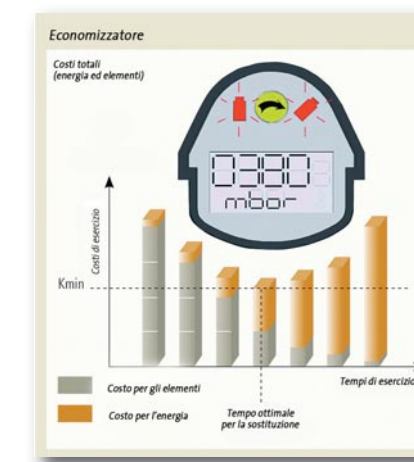 Economizzatore
Costi totali
(energia ed elementi)
0380
mbar
Costi di esercizio
Kmin
Tempi di esercizio
Costo per gli elementi
Costo per l'energia
Tempo ottimale
per la sostituzione